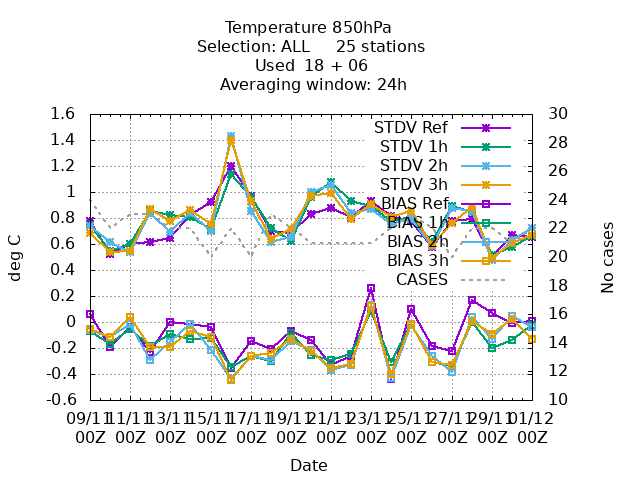 Temperature 850hPa
Selection: ALL 25 stations
Used 18 + 06
Averaging window: 24h
1.6
1.4
1.2
1
0.8
0.6
0.4
0.2
0
-0.2
-0.4
-0.6
deg C
30
28
26
24
22
20
18
16
14
12
10
No cases
STDV Ref
STDV 1h
STDV 2h
STDV 3h
BIAS Ref
BIAS 1h
BIAS 2h
BIAS 3h
CASES
09/11 11/11 13/11 15/11 17/11 19/11 21/11 23/11 25/11 27/11 29/11 01/12
00Z 00Z 00Z 00Z 00Z 00Z 00Z 00Z 00Z 00Z 00Z 00Z
Date